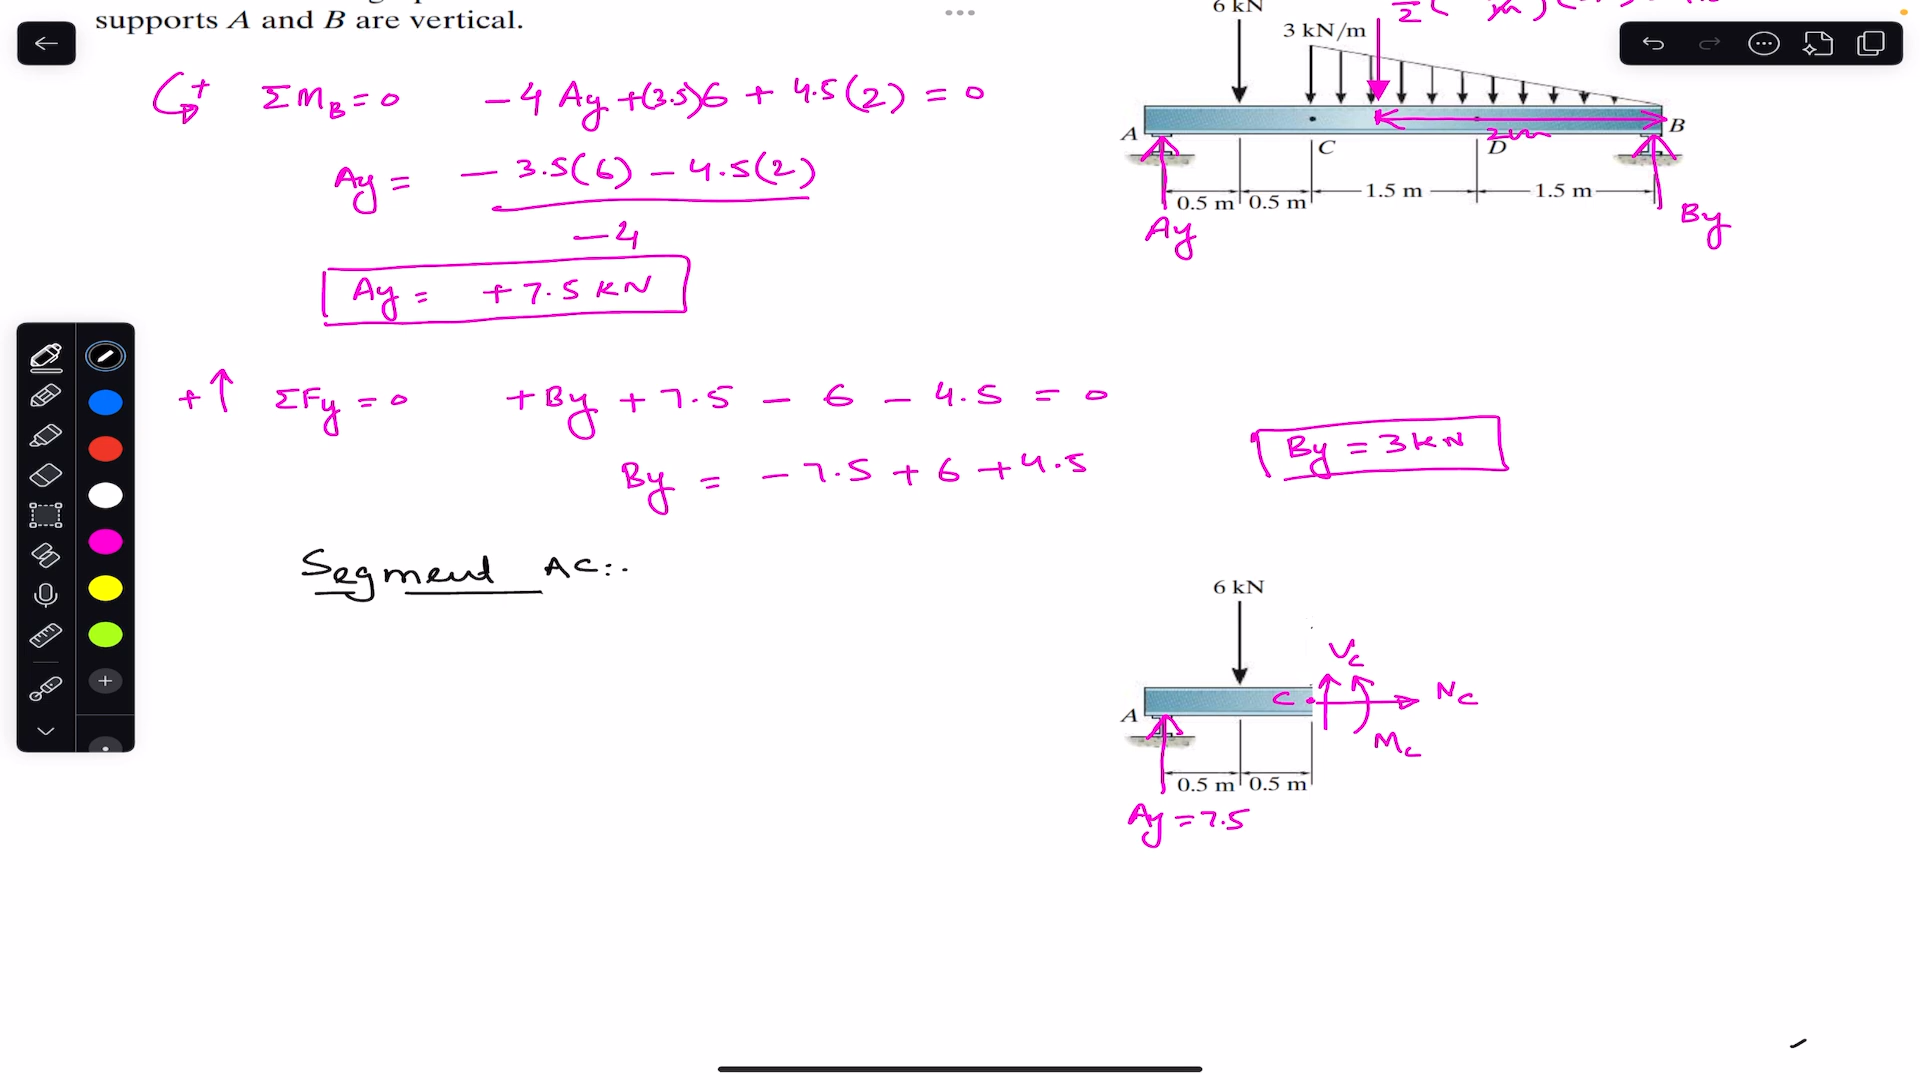 supports A and B are vertical.
6 kN
3 kN/m
ΣM_B = 0 -4 Ay + (3.5)6 + 4.5(2) = 0
Ay = - 3.5(6) - 4.5(2)
-4
Ay = +7.5 KN
A
C
2m
D
B
0.5 m 0.5 m 1.5 m 1.5 m
Ay
By
+↑ ΣFy = 0 +By + 7.5 - 6 - 4.5 = 0
By = -7.5 + 6 + 4.5
By = 3KN
Segment AC:.
6 kN
Vc
A
C
Nc
Mc
0.5 m 0.5 m
Ay = 7.5